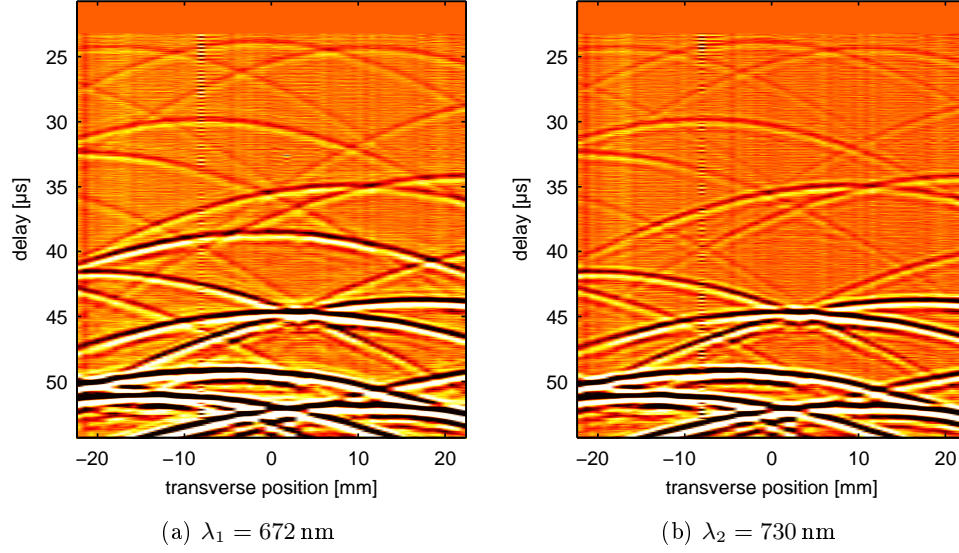 25
30
35
40
45
50
delay [µs]
−20 −10 0 10 20
transverse position [mm]
(a) λ₁ = 672 nm
25
30
35
40
45
50
delay [µs]
−20 −10 0 10 20
transverse position [mm]
(b) λ₂ = 730 nm